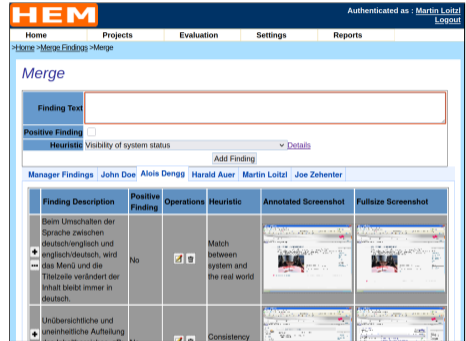 HEM
Authenticated as : Martin Loitzl
Logout
Home Projects Evaluation Settings Reports
>Home >Merge Findings >Merge
Merge
Finding Text
Positive Finding
Heuristic Visibility of system status Details
Add Finding
Manager Findings John Doe Alois Dengg Harald Auer Martin Loitzl Joe Zehenter
Finding Description Positive Finding Operations Heuristic Annotated Screenshot Fullsize Screenshot
Beim Umschalten der
Sprache zwischen
deutsch/englisch und
englisch/deutsch, wird
das Menü und die
Titelzeile verändert der
Inhalt bleibt immer in
deutsch.
No
Match
between
system and
the real world
Unübersichtliche und
uneinheitliche Aufteilung
Consistency